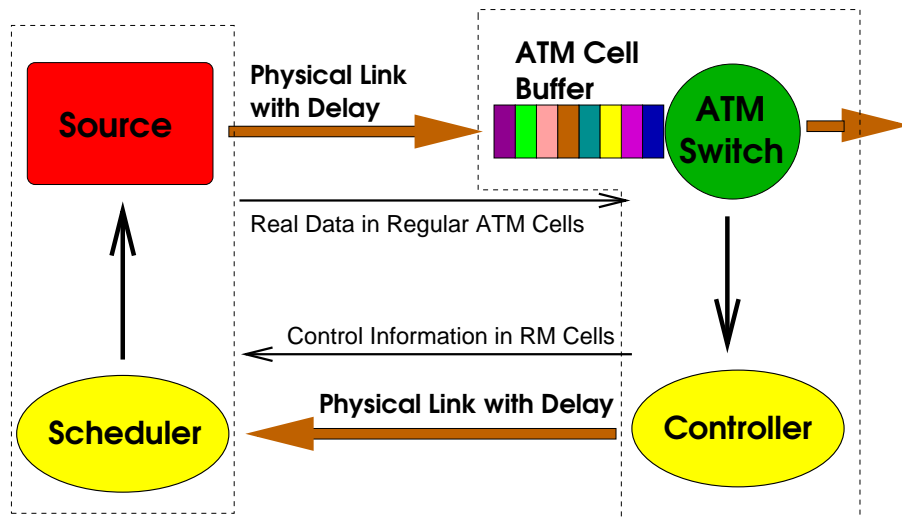 Source
Physical Link
with Delay
ATM Cell
Buffer
ATM
Switch
Real Data in Regular ATM Cells
Control Information in RM Cells
Physical Link with Delay
Scheduler
Controller